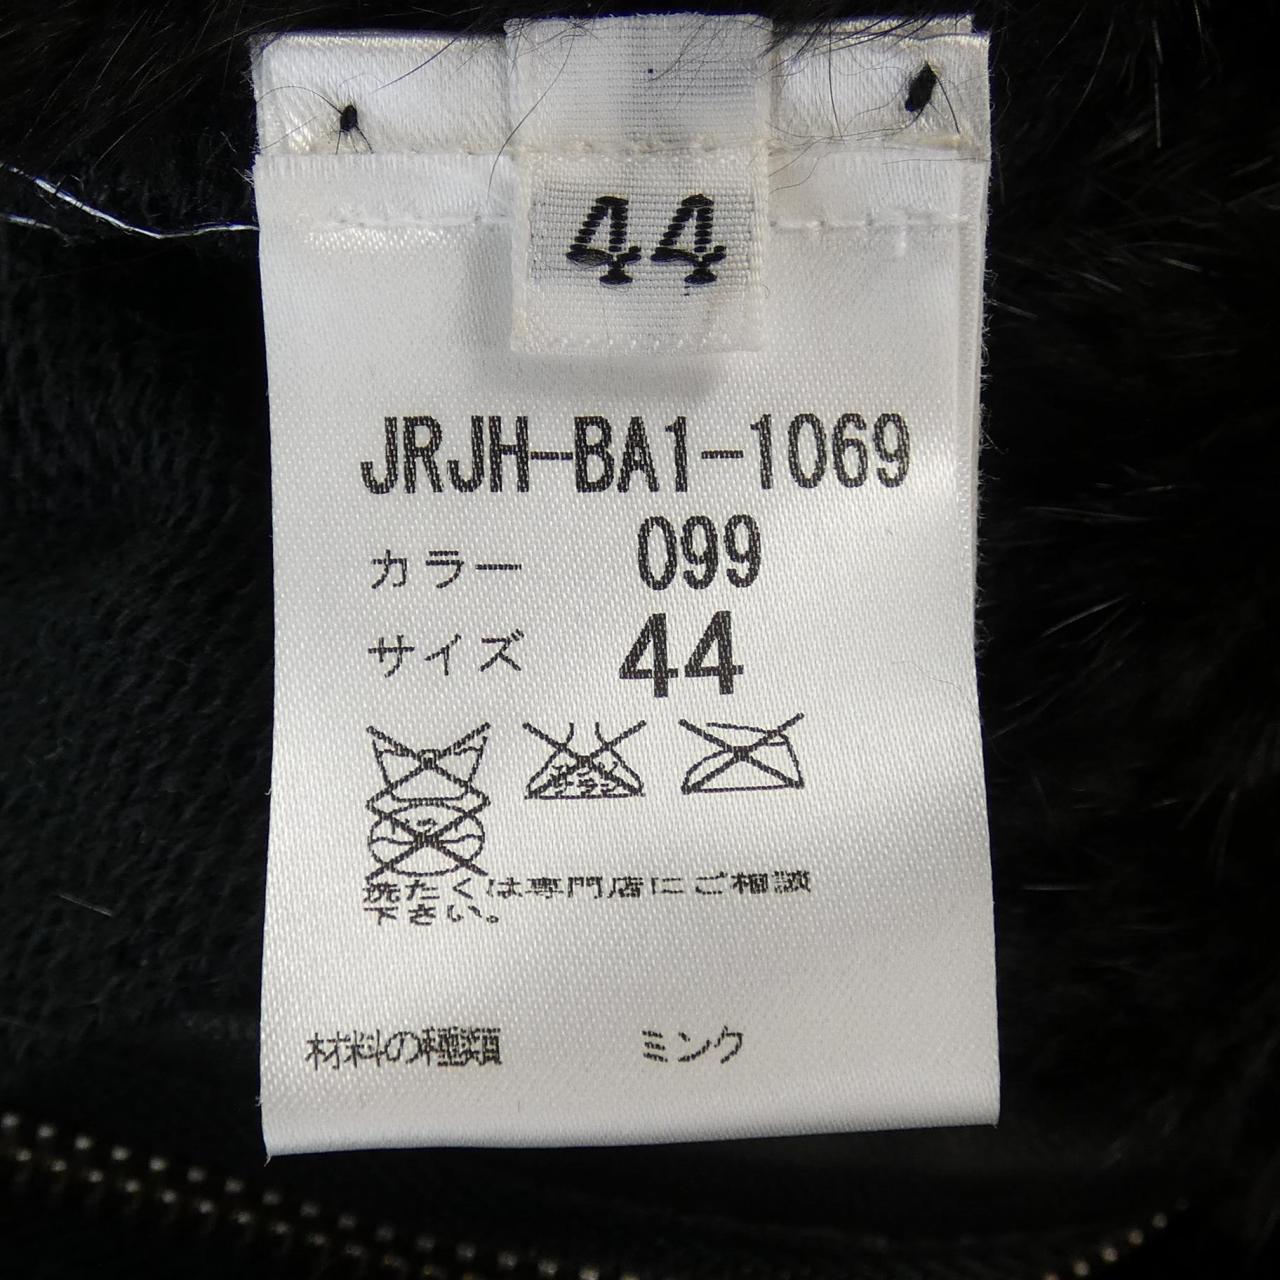 44
JRJH-BA1-1069
カラー 099
サイズ 44
洗たくは専門店にご相談
下さい。
材料の種類 ミンク